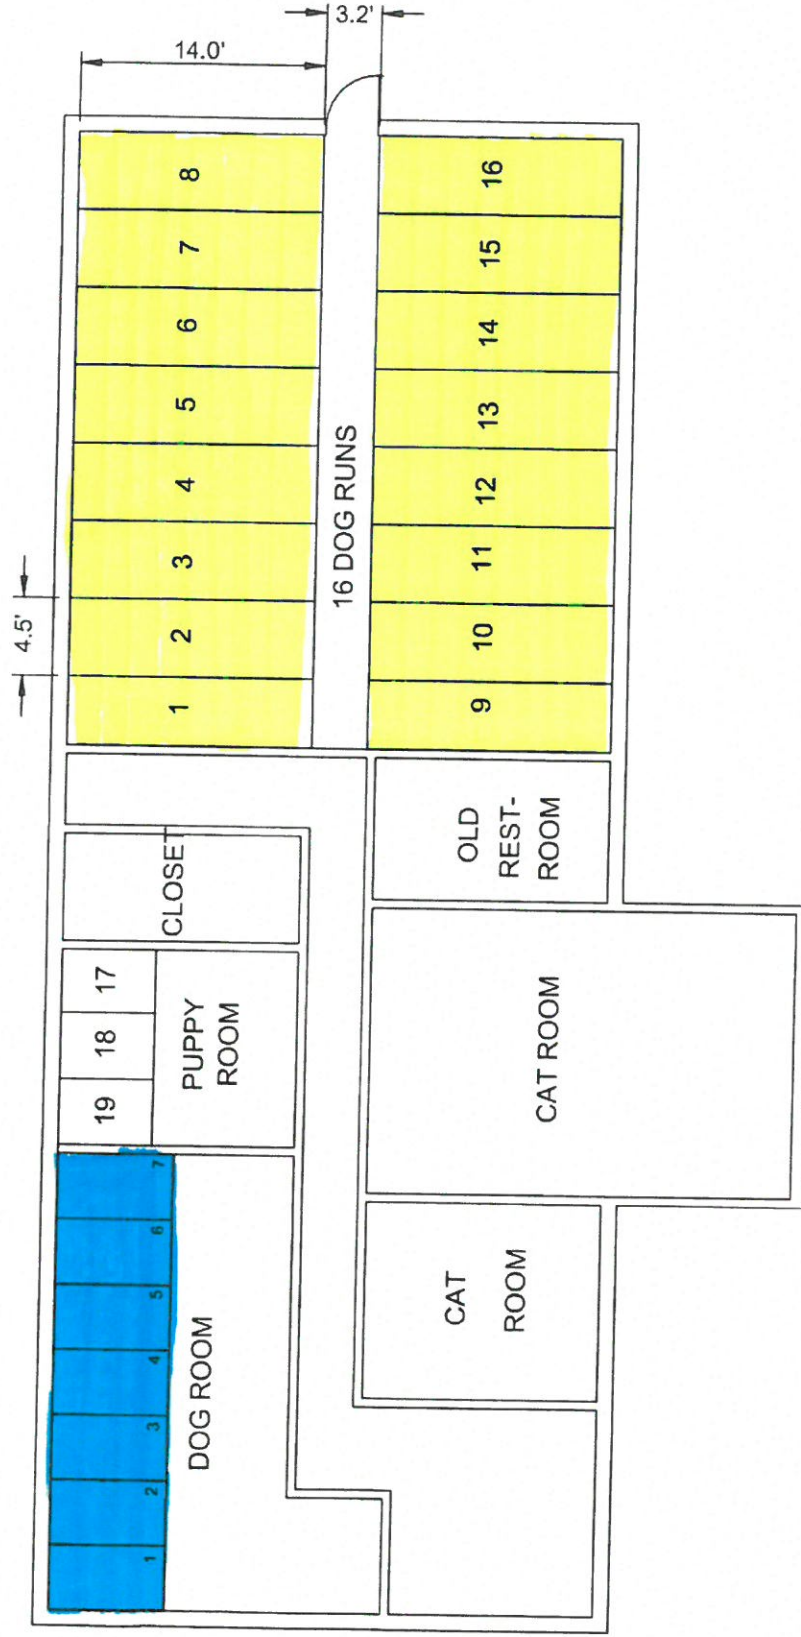 3.2'
14.0'
4.5'
8
7
6
5
4
3
2
1
16 DOG RUNS
16
15
14
13
12
11
10
9
CLOSET
OLD
REST-
ROOM
17
18
19
PUPPY
ROOM
CAT ROOM
7
6
5
4
3
2
1
DOG ROOM
CAT
ROOM